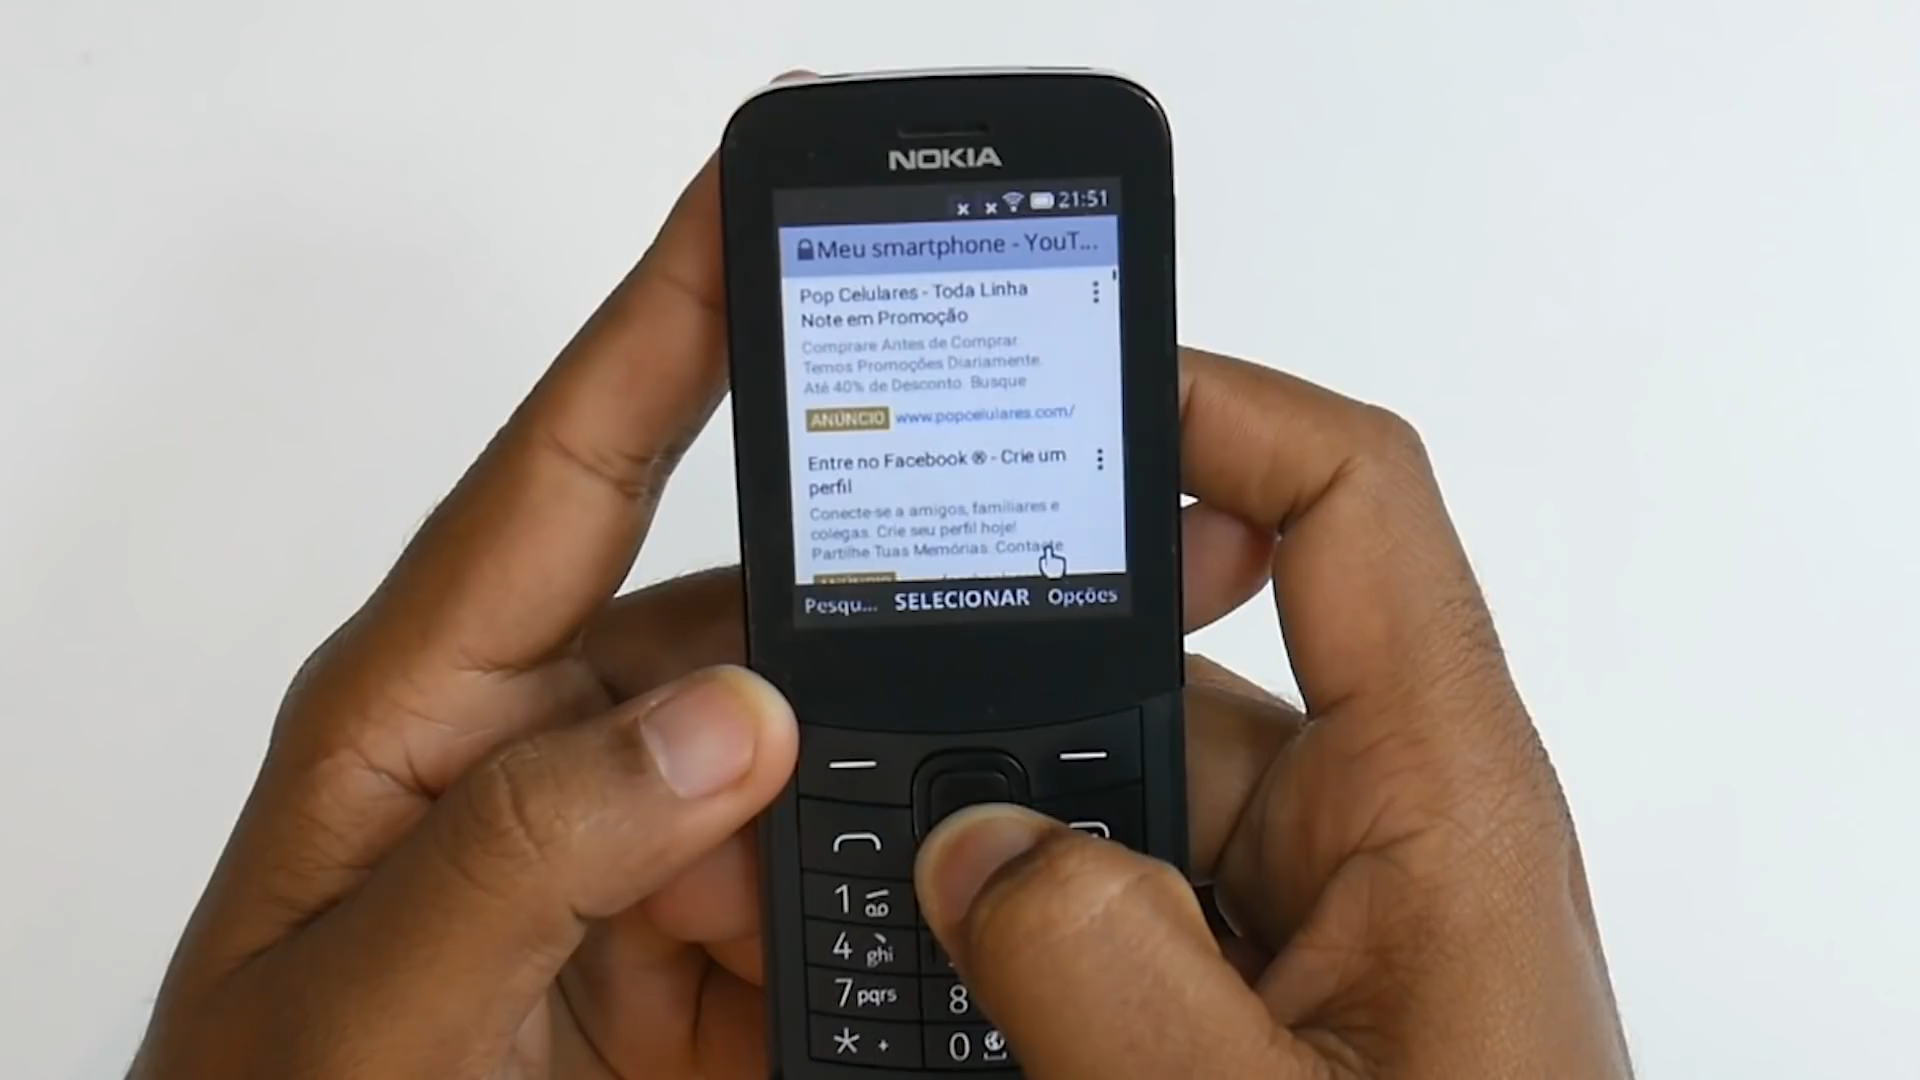 NOKIA
21:51
Meu smartphone - YouT...
Pop Celulares - Toda Linha
Note em Promoção
Comprare Antes de Comprar.
Temos Promoções Diariamente.
Até 40% de Desconto. Busque
ANÚNCIO www.popcelulares.com/
Entre no Facebook ® - Crie um
perfil
Conecte-se a amigos, familiares e
colegas. Crie seu perfil hoje!
Partilhe Tuas Memórias. Contacte
ANÚNCIO
Pesqu... SELECIONAR Opções
1
4 ghi
7 pqrs 8
* + 0